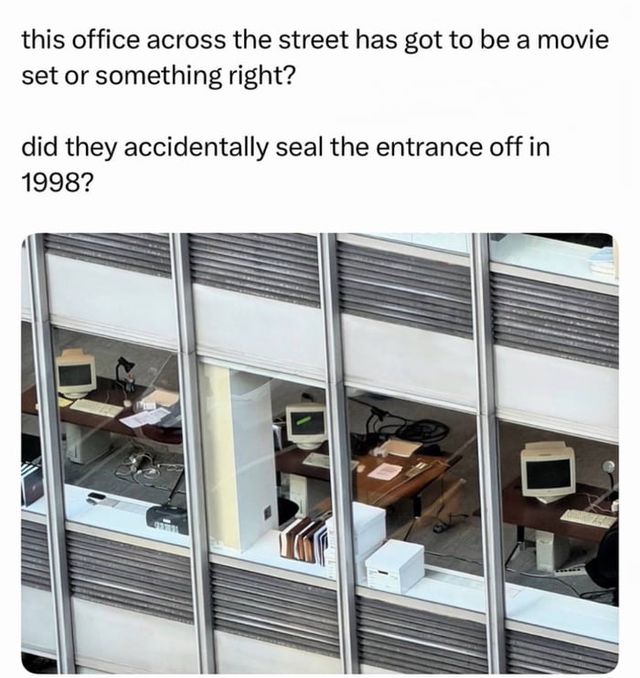 this office across the street has got to be a movie
set or something right?
did they accidentally seal the entrance off in
1998?